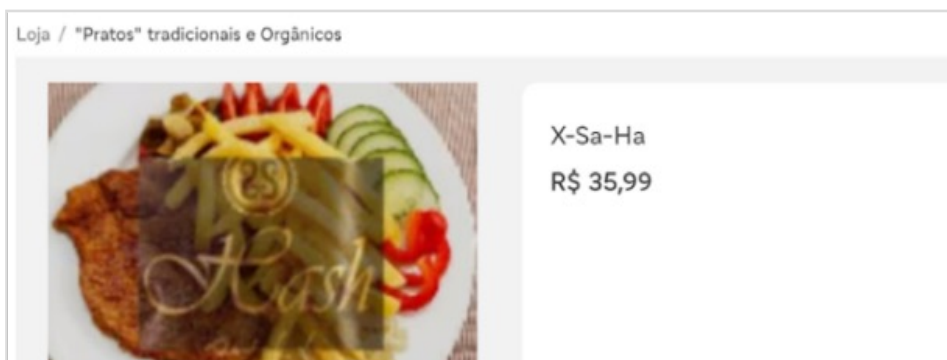 Loja / "Pratos" tradicionais e Orgânicos
X-Sa-Ha
R$ 35,99
Hash